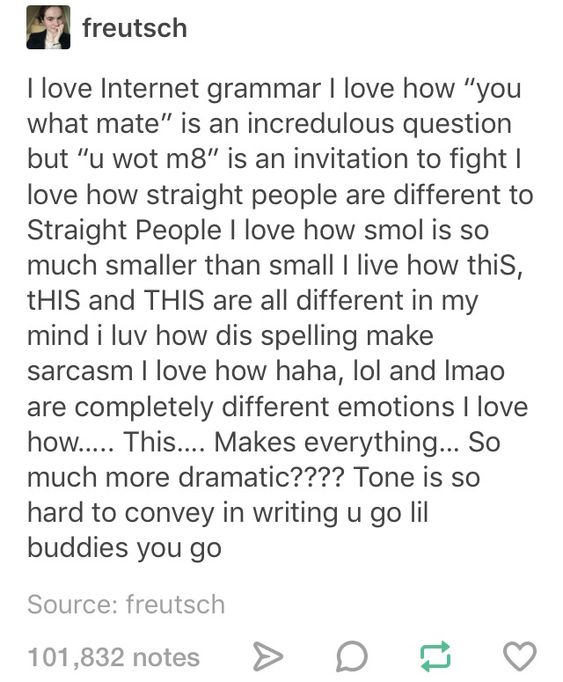 freutsch
I love Internet grammar I love how “you
what mate” is an incredulous question
but “u wot m8” is an invitation to fight I
love how straight people are different to
Straight People I love how smol is so
much smaller than small I live how thiS,
tHIS and THIS are all different in my
mind i luv how dis spelling make
sarcasm I love how haha, lol and lmao
are completely different emotions I love
how..... This.... Makes everything... So
much more dramatic???? Tone is so
hard to convey in writing u go lil
buddies you go
Source: freutsch
101,832 notes